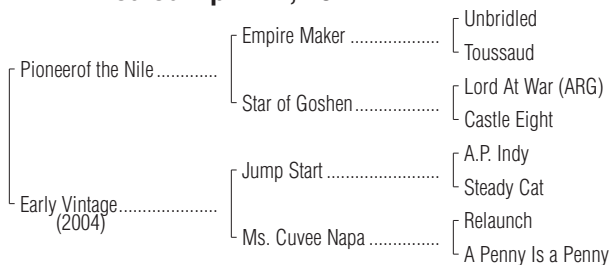 Unbridled
Empire Maker ....................
Toussaud
Pioneerof the Nile .............
Lord At War (ARG)
Star of Goshen...................
Castle Eight
A.P. Indy
Jump Start .........................
Steady Cat
Early Vintage.....................
(2004)
Relaunch
Ms. Cuvee Napa ................
A Penny Is a Penny